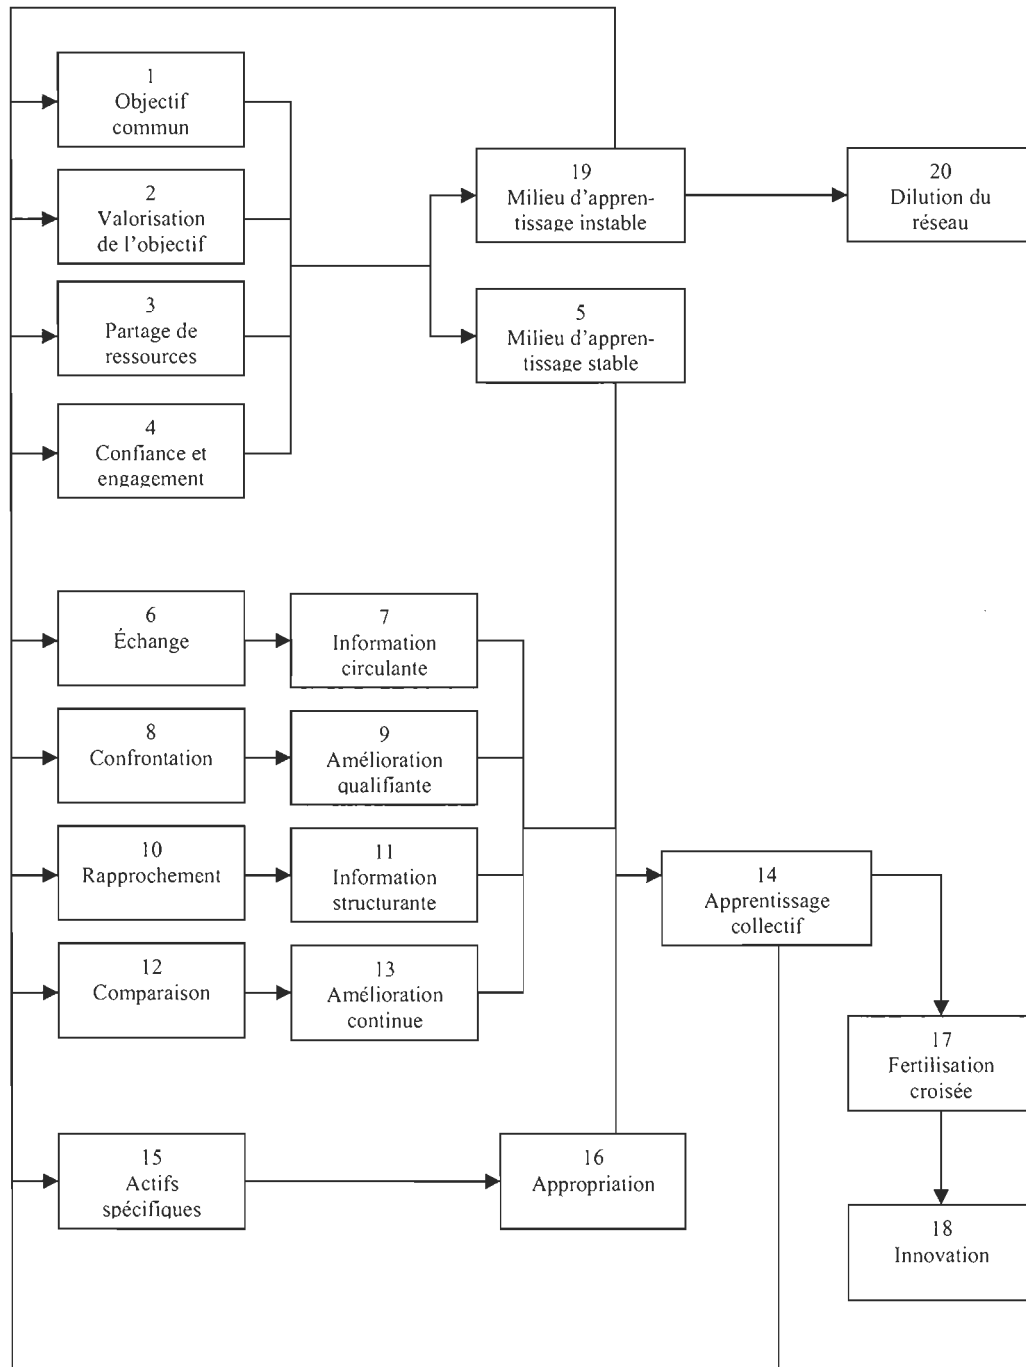 1
Objectif
commun
2
Valorisation
de l'objectif
3
Partage de
ressources
4
Confiance et
engagement
19
Milieu d'appren-
tissage instable
20
Dilution du
réseau
5
Milieu d'appren-
tissage stable
6
Échange
7
Information
circulante
8
Confrontation
9
Amélioration
qualifiante
10
Rapprochement
11
Information
structurante
12
Comparaison
13
Amélioration
continue
14
Apprentissage
collectif
15
Actifs
spécifiques
16
Appropriation
17
Fertilisation
croisée
18
Innovation